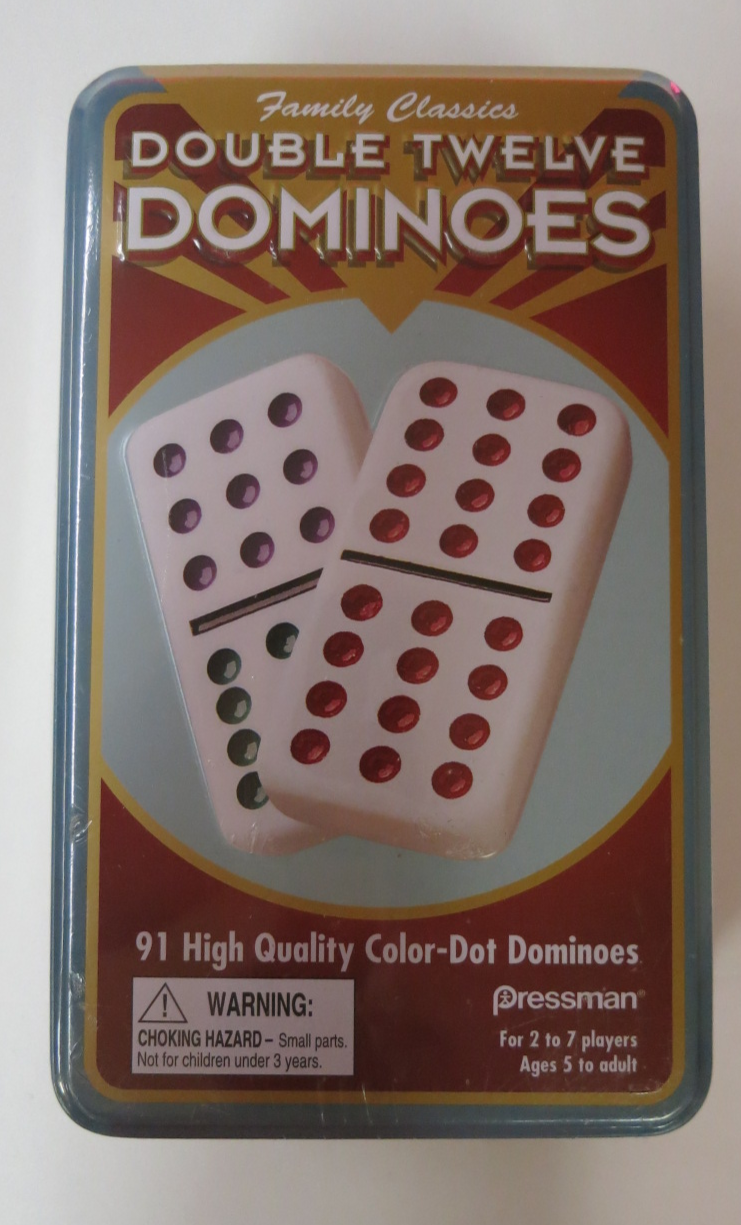 Family Classics
DOUBLE TWELVE
DOMINOES
91 High Quality Color-Dot Dominoes
WARNING:
CHOKING HAZARD – Small parts.
Not for children under 3 years.
Pressman®
For 2 to 7 players
Ages 5 to adult